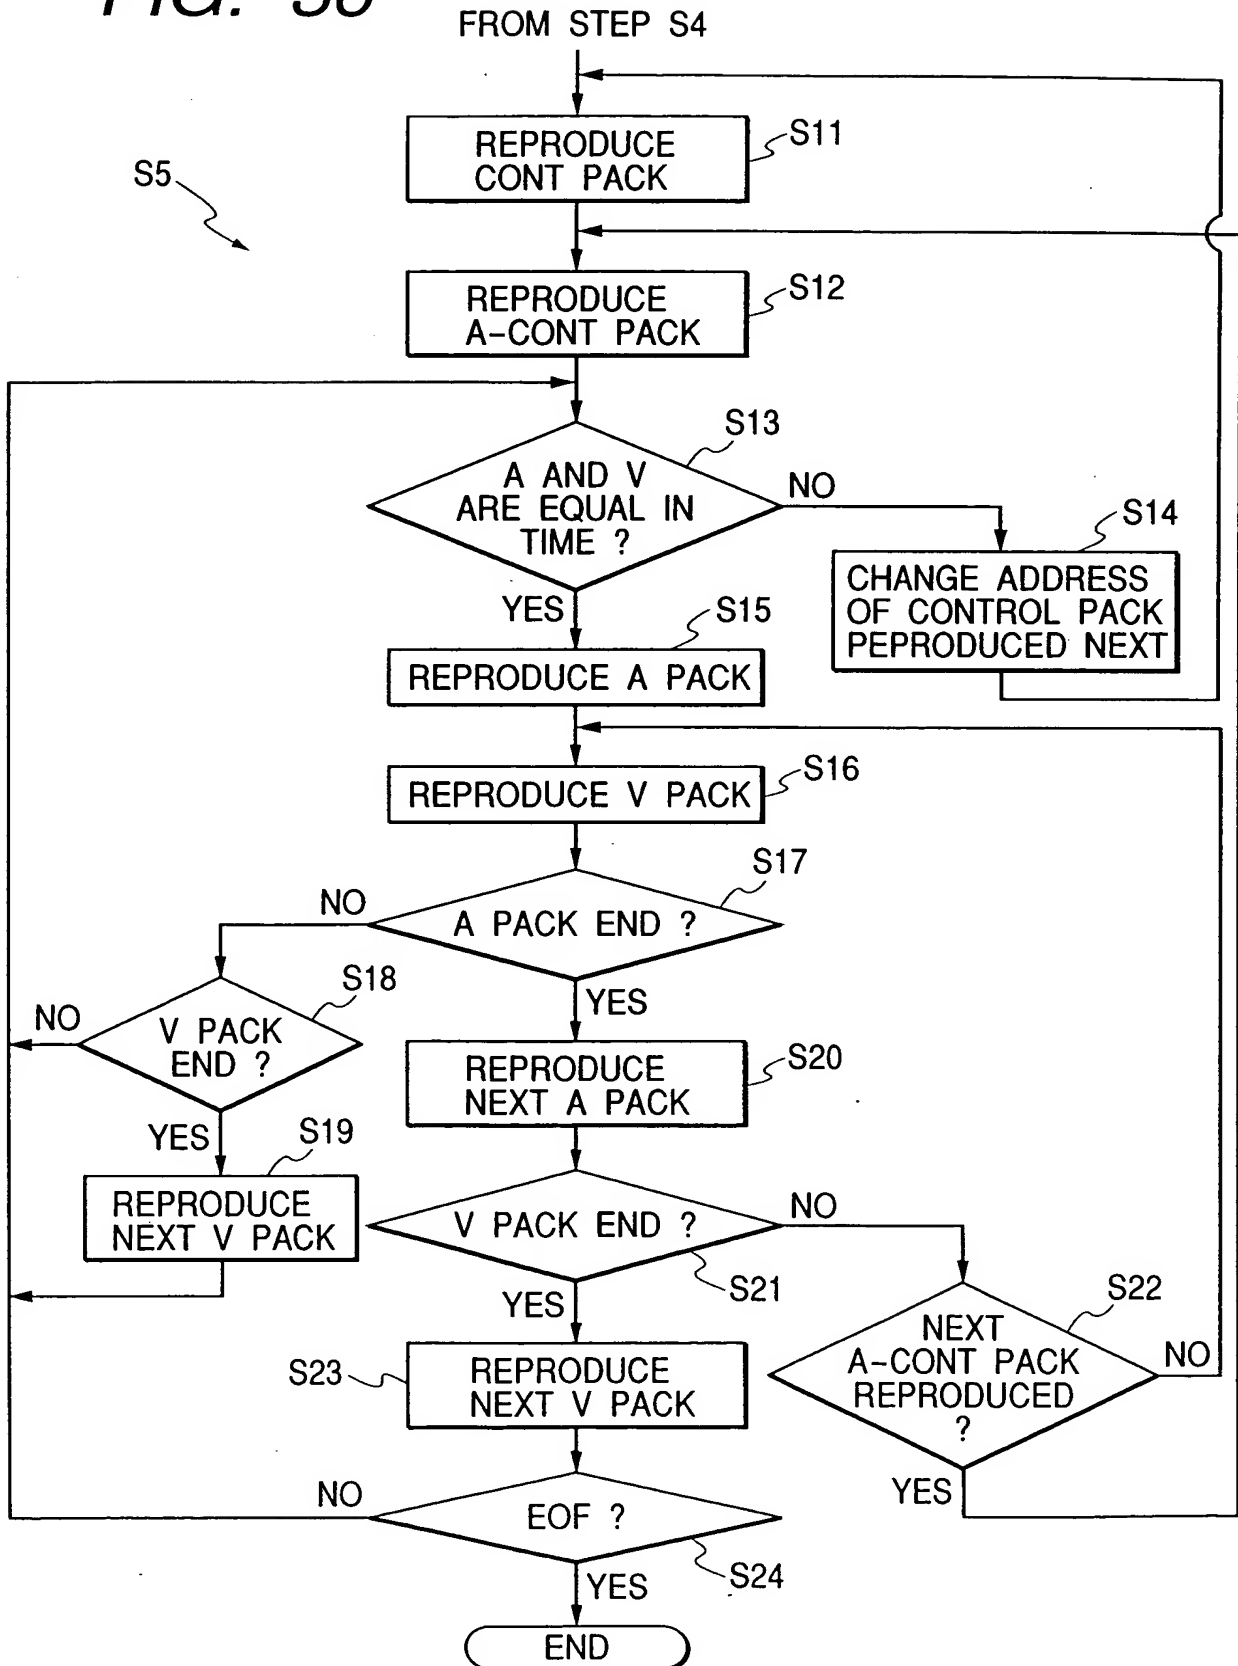 FROM STEP S4
REPRODUCE
CONT PACK
S11
S5
REPRODUCE
A-CONT PACK
S12
S13
A AND V
ARE EQUAL IN
TIME ?
NO
S14
CHANGE ADDRESS
OF CONTROL PACK
PEPRODUCED NEXT
YES
S15
REPRODUCE A PACK
REPRODUCE V PACK
S16
S17
A PACK END ?
NO
YES
S18
V PACK
END ?
NO
YES
S19
REPRODUCE
NEXT V PACK
REPRODUCE
NEXT A PACK
S20
V PACK END ?
NO
S21
YES
S22
NEXT
A-CONT PACK
REPRODUCED
?
NO
YES
S23
REPRODUCE
NEXT V PACK
EOF ?
NO
S24
YES
END